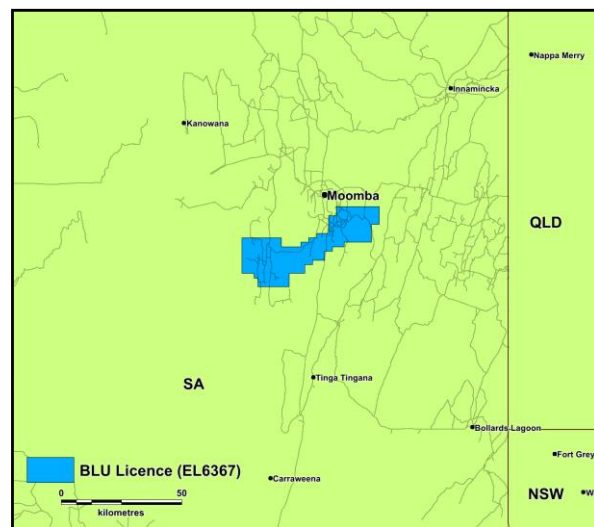 Nappa Merry
Innamincka
Kanowana
Moomba
QLD
SA
Tinga Tingana
Bollards Lagoon
Fort Grey
BLU Licence (EL6367)
Carraweena
NSW
W
0 50
kilometres